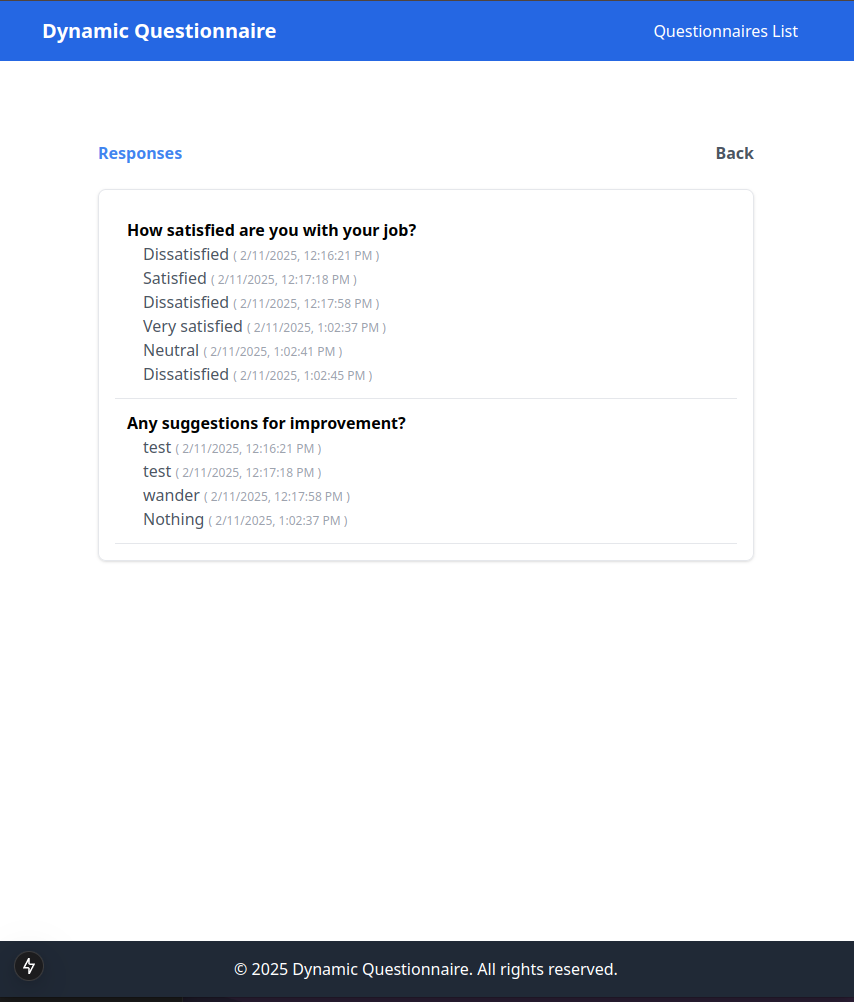 Dynamic Questionnaire
Questionnaires List
Responses
Back
How satisfied are you with your job?
Dissatisfied ( 2/11/2025, 12:16:21 PM )
Satisfied ( 2/11/2025, 12:17:18 PM )
Dissatisfied ( 2/11/2025, 12:17:58 PM )
Very satisfied ( 2/11/2025, 1:02:37 PM )
Neutral ( 2/11/2025, 1:02:41 PM )
Dissatisfied ( 2/11/2025, 1:02:45 PM )
Any suggestions for improvement?
test ( 2/11/2025, 12:16:21 PM )
test ( 2/11/2025, 12:17:18 PM )
wander ( 2/11/2025, 12:17:58 PM )
Nothing ( 2/11/2025, 1:02:37 PM )
© 2025 Dynamic Questionnaire. All rights reserved.